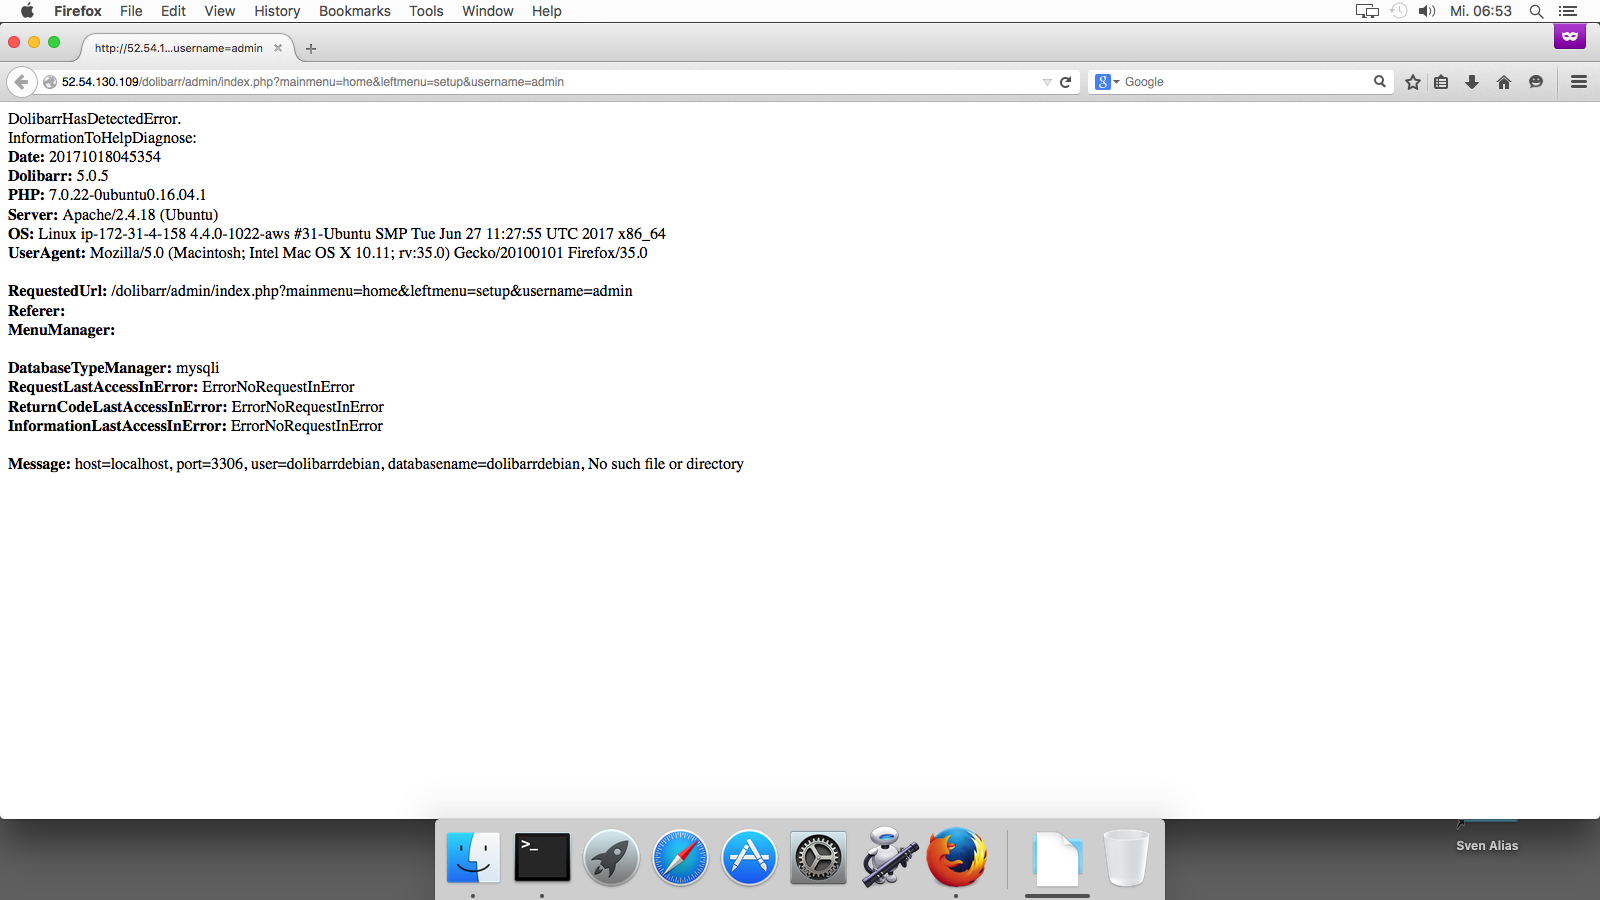 Firefox File Edit View History Bookmarks Tools Window Help Mi. 06:53
http://52.54.1...username=admin
52.54.130.109/dolibarr/admin/index.php?mainmenu=home&leftmenu=setup&username=admin Google
DolibarrHasDetectedError.
InformationToHelpDiagnose:
Date: 20171018045354
Dolibarr: 5.0.5
PHP: 7.0.22-0ubuntu0.16.04.1
Server: Apache/2.4.18 (Ubuntu)
OS: Linux ip-172-31-4-158 4.4.0-1022-aws #31-Ubuntu SMP Tue Jun 27 11:27:55 UTC 2017 x86_64
UserAgent: Mozilla/5.0 (Macintosh; Intel Mac OS X 10.11; rv:35.0) Gecko/20100101 Firefox/35.0
RequestedUrl: /dolibarr/admin/index.php?mainmenu=home&leftmenu=setup&username=admin
Referer:
MenuManager:
DatabaseTypeManager: mysqli
RequestLastAccessInError: ErrorNoRequestInError
ReturnCodeLastAccessInError: ErrorNoRequestInError
InformationLastAccessInError: ErrorNoRequestInError
Message: host=localhost, port=3306, user=dolibarrdebian, databasename=dolibarrdebian, No such file or directory
Sven Alias